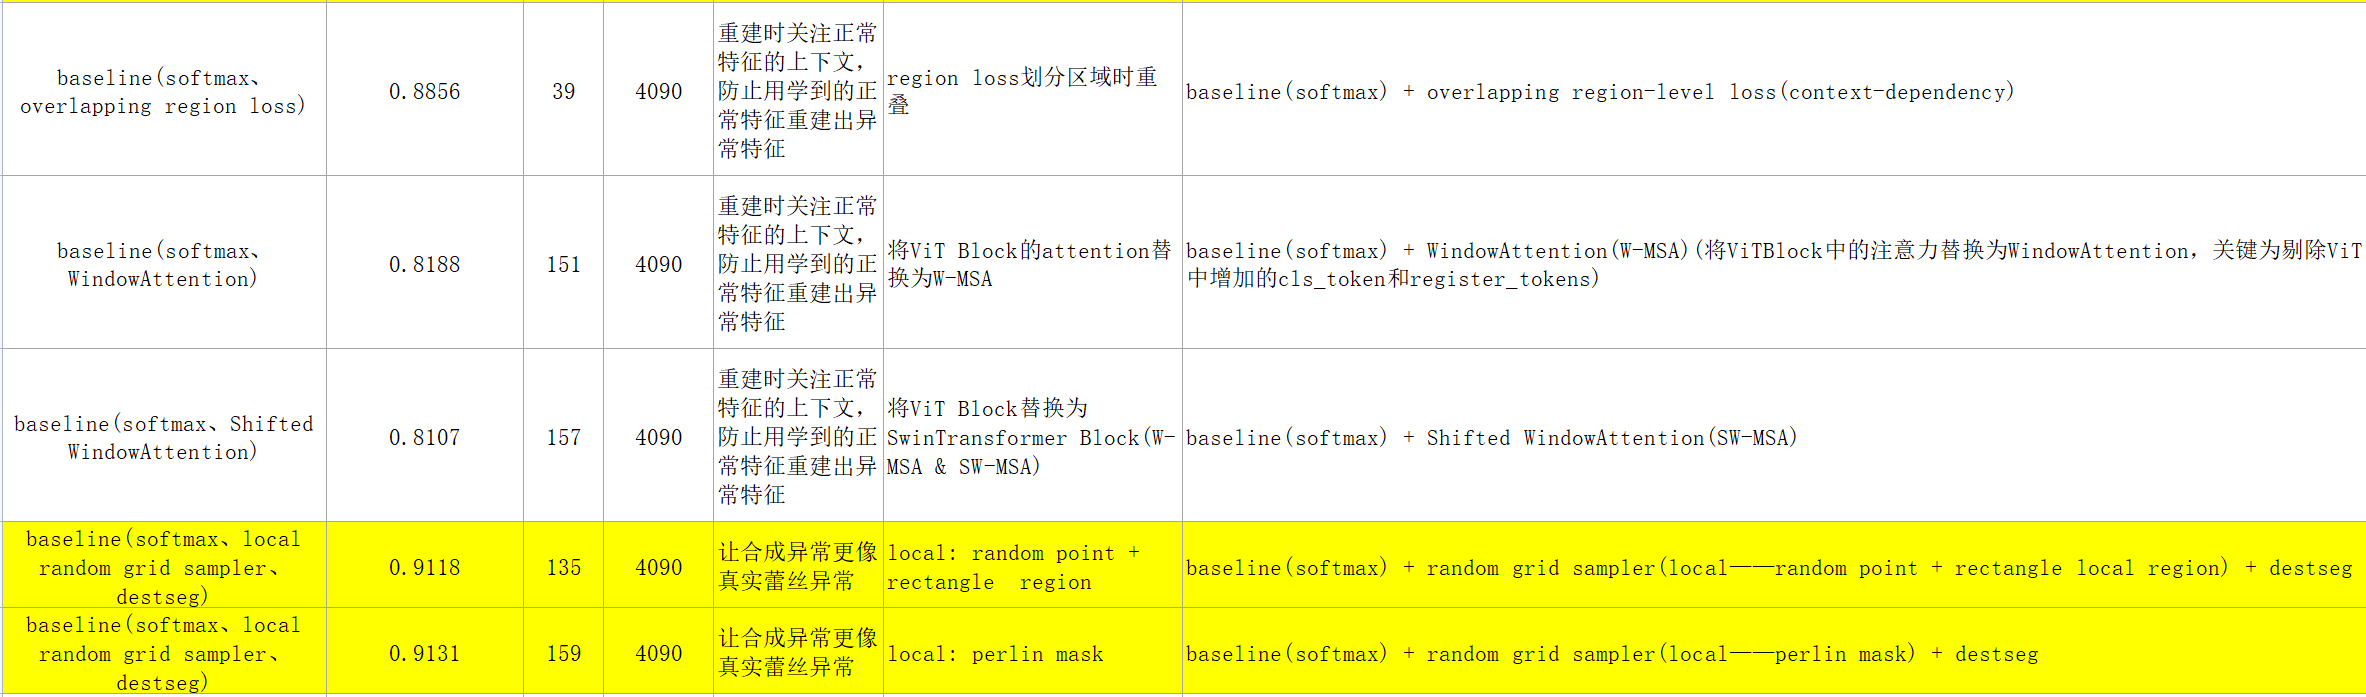 baseline(softmax、
overlapping region loss)
0.8856
39
4090
重建时关注正常
特征的上下文，
防止用学到的正
常特征重建出异
常特征
region loss划分区域时重
叠
baseline(softmax) + overlapping region-level loss(context-dependency)
baseline(softmax、
WindowAttention)
0.8188
151
4090
重建时关注正常
特征的上下文，
防止用学到的正
常特征重建出异
常特征
将ViT Block的attention替
换为W-MSA
baseline(softmax) + WindowAttention(W-MSA)(将ViTBlock中的注意力替换为WindowAttention，关键为剔除ViT
中增加的cls_token和register_tokens)
baseline(softmax、Shifted
WindowAttention)
0.8107
157
4090
重建时关注正常
特征的上下文，
防止用学到的正
常特征重建出异
常特征
将ViT Block替换为
SwinTransformer Block(W-
MSA & SW-MSA)
baseline(softmax) + Shifted WindowAttention(SW-MSA)
baseline(softmax、local
random grid sampler、
destseg)
0.9118
135
4090
让合成异常更像
真实蕾丝异常
local: random point +
rectangle  region
baseline(softmax) + random grid sampler(local——random point + rectangle local region) + destseg
baseline(softmax、local
random grid sampler、
destseg)
0.9131
159
4090
让合成异常更像
真实蕾丝异常
local: perlin mask
baseline(softmax) + random grid sampler(local——perlin mask) + destseg